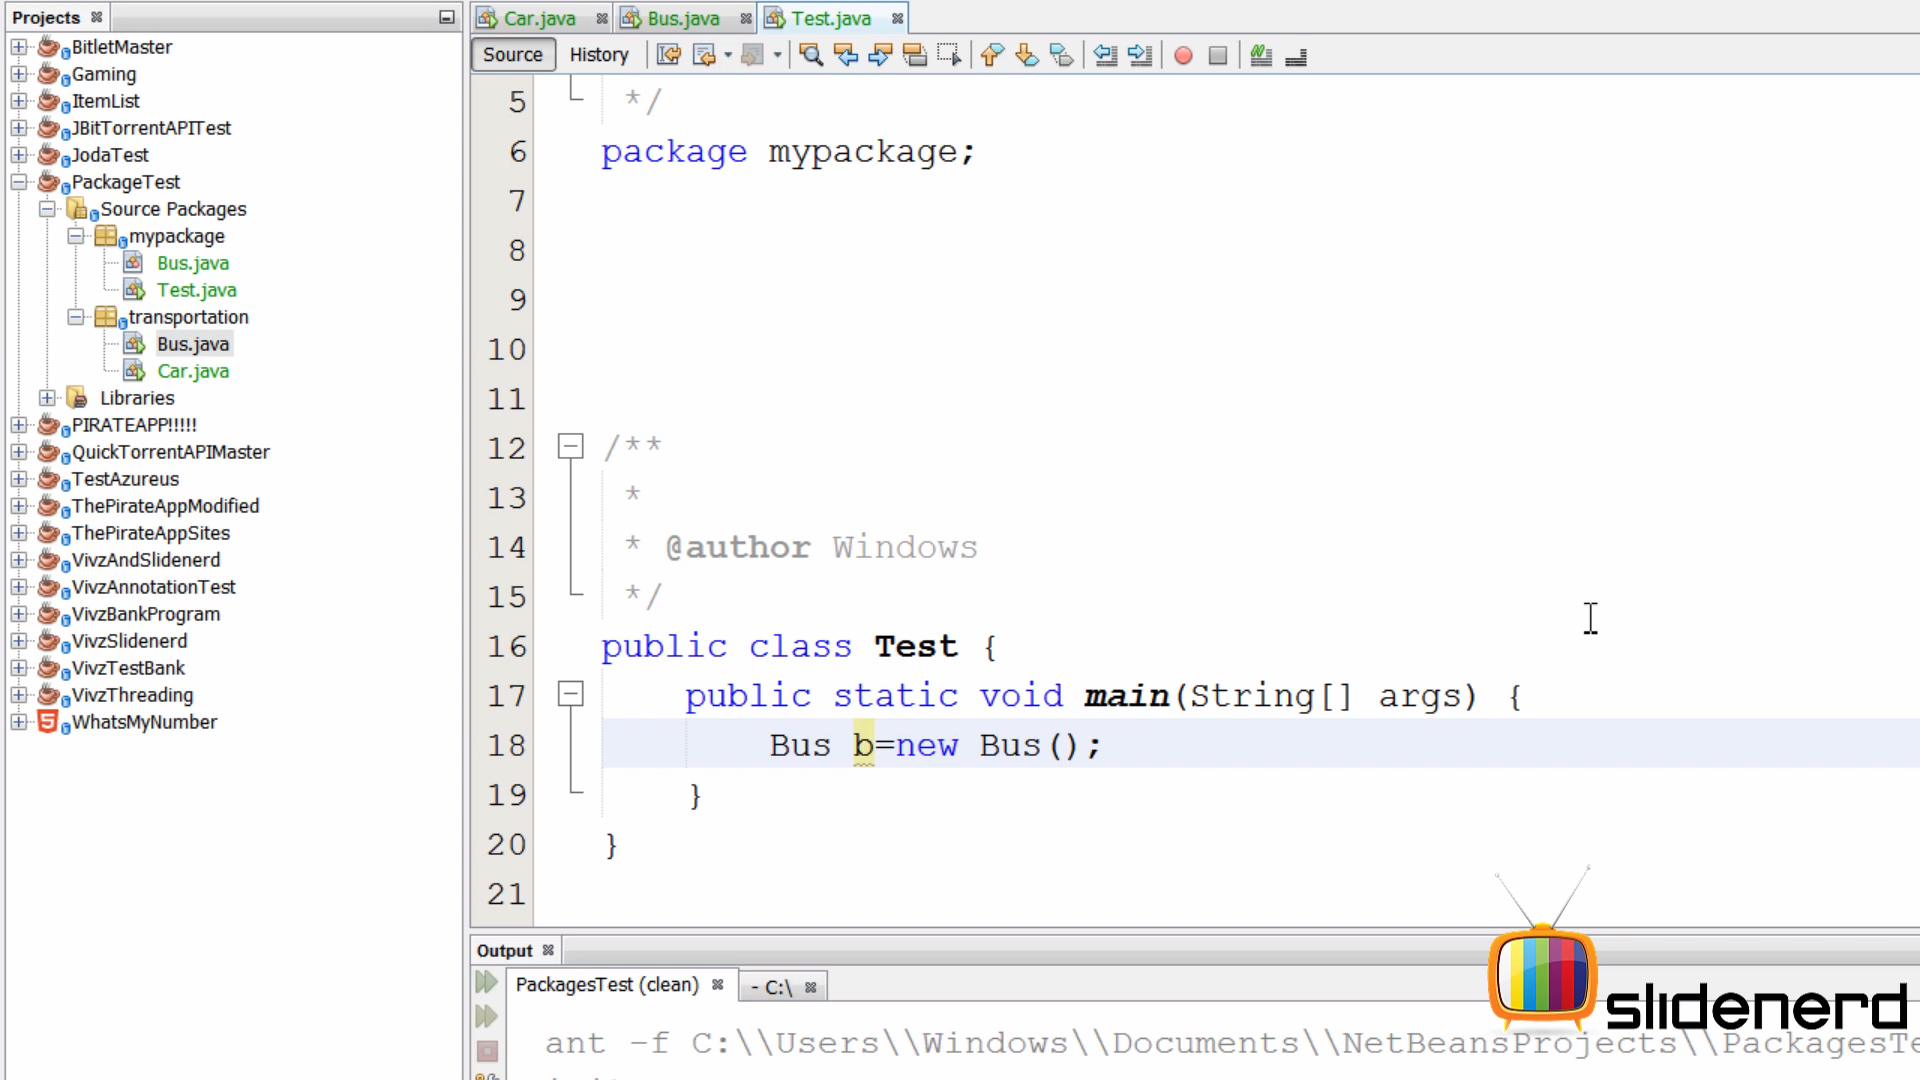 Projects
BitletMaster
Gaming
ItemList
JBitTorrentAPITest
JodaTest
PackageTest
Source Packages
mypackage
Bus.java
Test.java
transportation
Bus.java
Car.java
Libraries
PIRATEAPP!!!!!
QuickTorrentAPIMaster
TestAzureus
ThePirateAppModified
ThePirateAppSites
VivzAndSlidenerd
VivzAnnotationTest
VivzBankProgram
VivzSlidenerd
VivzTestBank
VivzThreading
5 WhatsMyNumber
Car.java Bus.java Test.java
Source History
5 */
6 package mypackage;
7
8
9
10
11
12 /**
13 *
14 * @author Windows
15 */
16 public class Test {
17 public static void main(String[] args) {
18 Bus b=new Bus();
19 }
20 }
21
Output
PackagesTest (clean) - C:\
ant -f C:\\Users\\Windows\\Documents\\NetBeansProjects\\PackagesTe
slidenerd